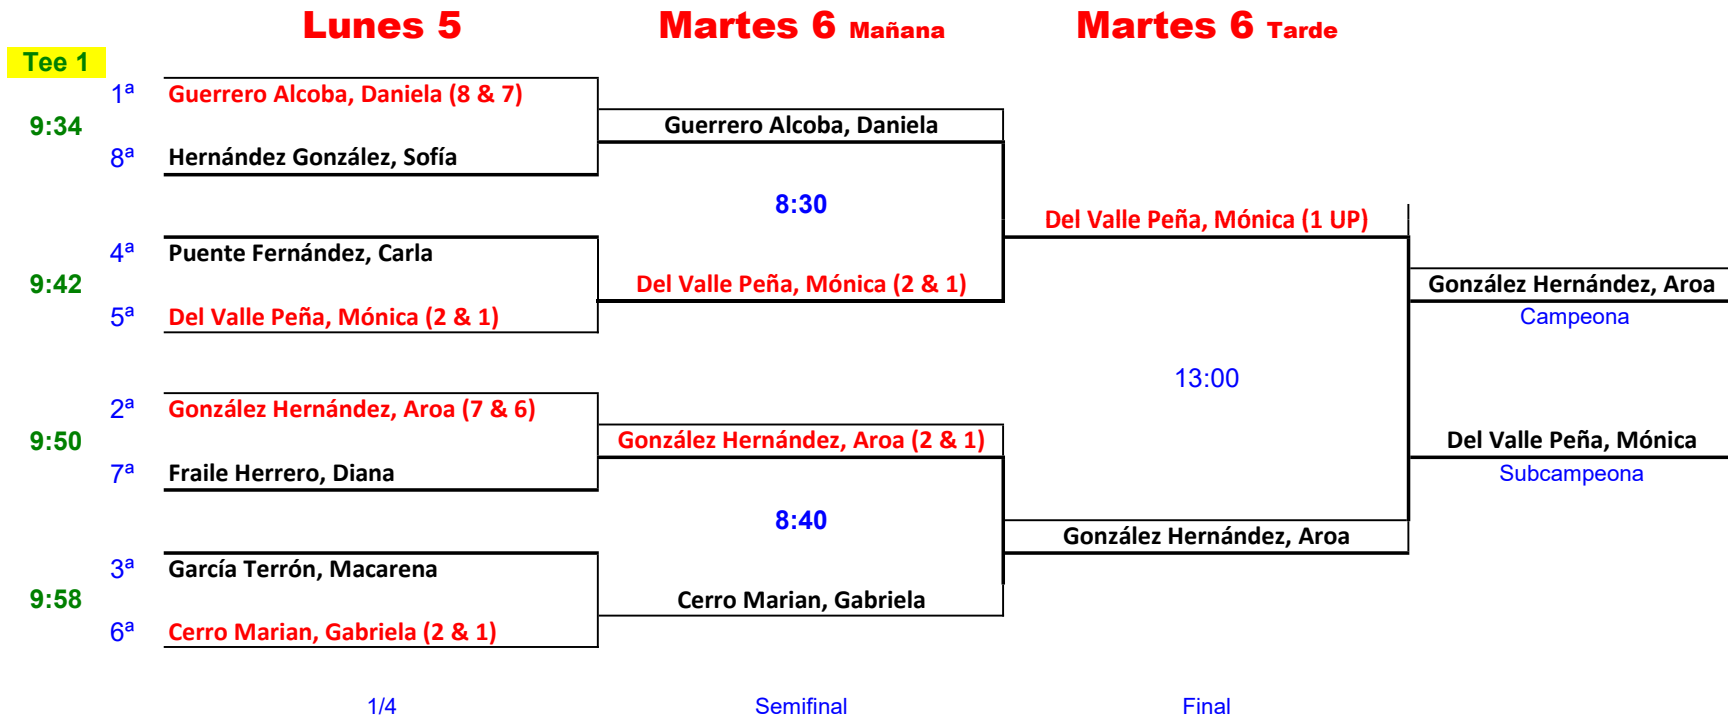 Lunes 5
Martes 6 Mañana
Martes 6 Tarde
Tee 1
1ª Guerrero Alcoba, Daniela (8 & 7)
9:34
Guerrero Alcoba, Daniela
8ª Hernández González, Sofía
8:30
Del Valle Peña, Mónica (1 UP)
4ª Puente Fernández, Carla
9:42
Del Valle Peña, Mónica (2 & 1)
González Hernández, Aroa
5ª Del Valle Peña, Mónica (2 & 1)
Campeona
13:00
2ª González Hernández, Aroa (7 & 6)
9:50
González Hernández, Aroa (2 & 1)
Del Valle Peña, Mónica
7ª Fraile Herrero, Diana
Subcampeona
8:40
González Hernández, Aroa
3ª García Terrón, Macarena
9:58
Cerro Marian, Gabriela
6ª Cerro Marian, Gabriela (2 & 1)
1/4
Semifinal
Final